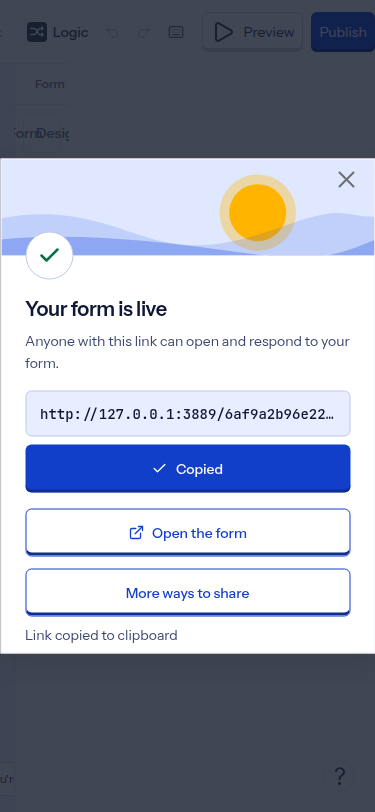 Logic
Preview
Publish
Form
Your form is live
Anyone with this link can open and respond to your
form.
http://127.0.0.1:3889/6af9a2b96e22…
Copied
Open the form
More ways to share
Link copied to clipboard
?